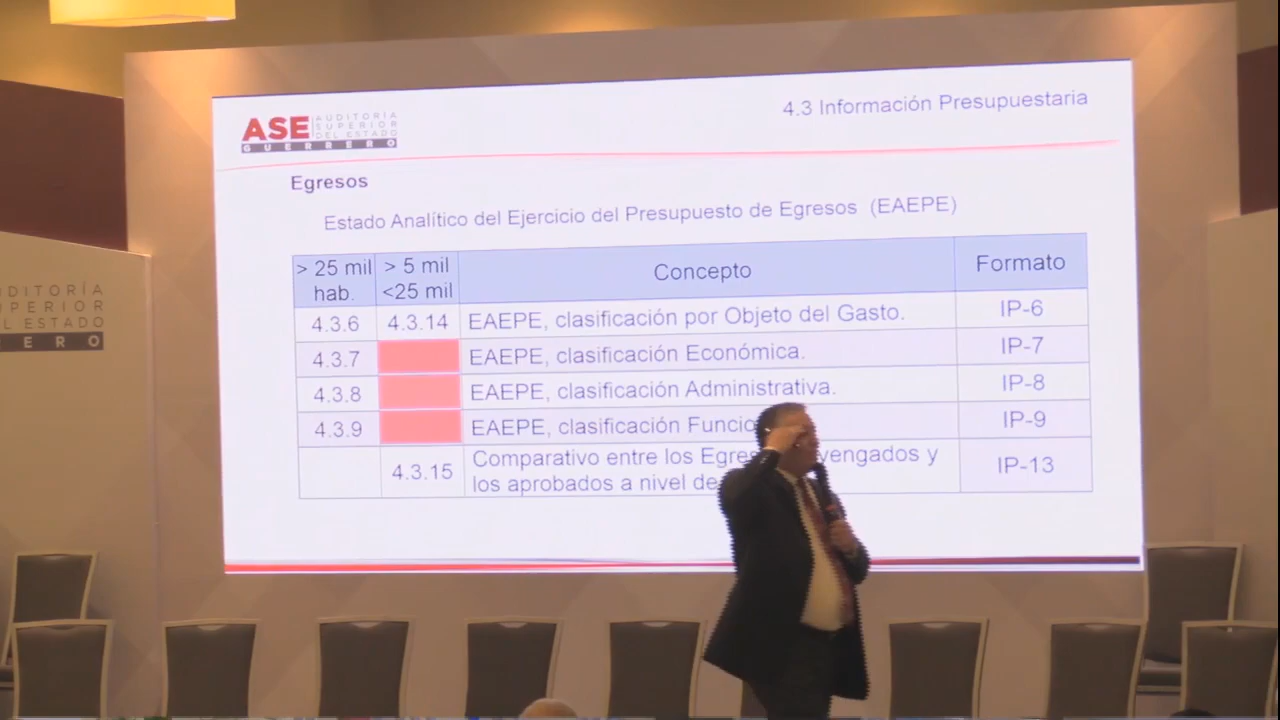 ASE AUDITORÍA
SUPERIOR
DEL ESTADO
GUERRERO
4.3 Información Presupuestaria
Egresos
Estado Analítico del Ejercicio del Presupuesto de Egresos (EAEPE)
> 25 mil hab. > 5 mil <25 mil Concepto Formato
4.3.6 4.3.14 EAEPE, clasificación por Objeto del Gasto. IP-6
4.3.7 EAEPE, clasificación Económica. IP-7
4.3.8 EAEPE, clasificación Administrativa. IP-8
4.3.9 EAEPE, clasificación IP-9
4.3.15 Comparativo entre los y
los aprobados a nivel de IP-13
DITORÍA
PERIOR
L ESTADO
ERO